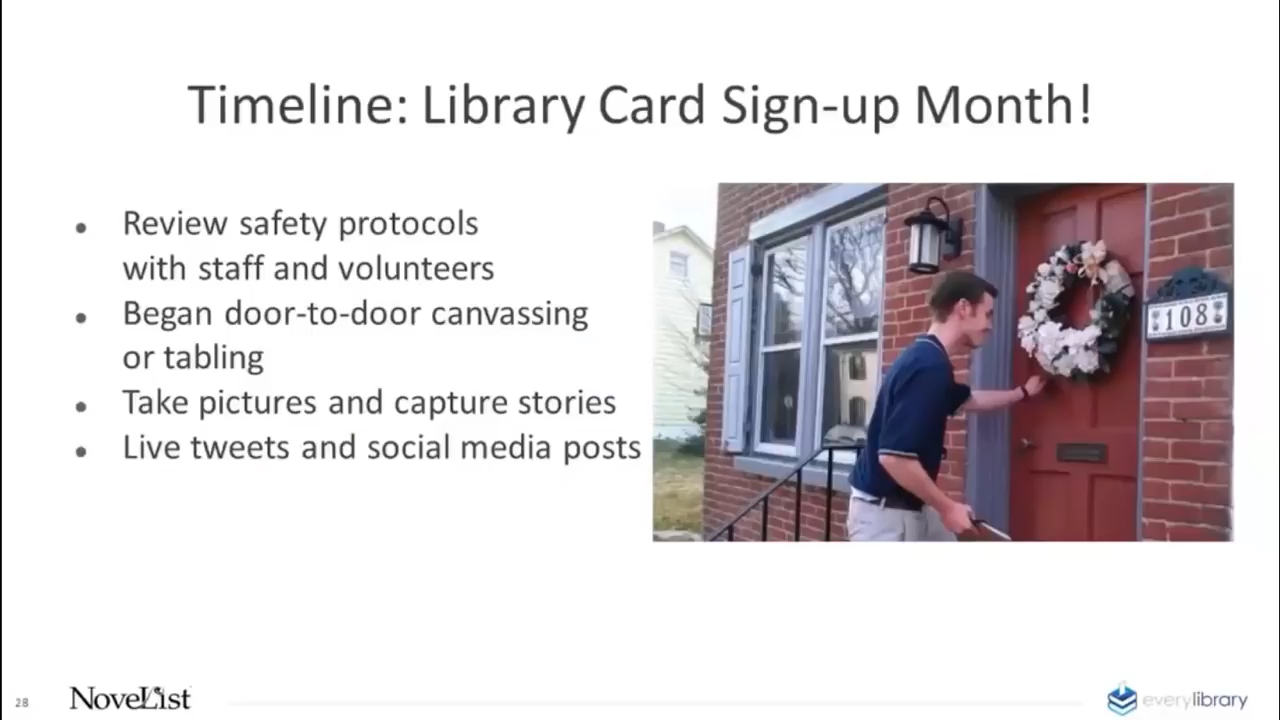 Timeline: Library Card Sign-up Month!
• Review safety protocols
with staff and volunteers
• Began door-to-door canvassing
or tabling
• Take pictures and capture stories
• Live tweets and social media posts
108
28
NoveList
everylibrary